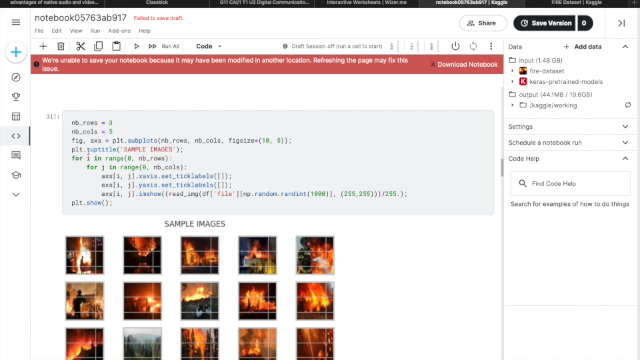 advantages of native audio and video...
Classkick
G11 CA/1 T1 U2 Digital Communicatio...
Interactive Worksheets | Wizer.me
notebook05763ab917 | Kaggle
FIRE Dataset | Kaggle
notebook05763ab917
Failed to save draft.
File Edit View Run Add-ons Help
Share
Save Version
0
Run All
Code
Draft Session off (run a cell to start)
We're unable to save your notebook because it may have been modified in another location. Refreshing the page may fix this
issue.
Download Notebook
nb_rows = 3
nb_cols = 5
fig, axs = plt.subplots(nb_rows, nb_cols, figsize=(10, 5));
plt.suptitle('SAMPLE IMAGES');
for i in range(0, nb_rows):
for j in range(0, nb_cols):
axs[i, j].xaxis.set_ticklabels([]);
axs[i, j].yaxis.set_ticklabels([]);
axs[i, j].imshow((read_img(df['file'][np.random.randint(1000)], (255,255)))/255.);
plt.show();
SAMPLE IMAGES
Data
Add data
input (1.48 GB)
fire-dataset
keras-pretrained-models
output (44.1MB / 19.6GB)
/kaggle/working
Settings
Schedule a notebook run
Code Help
Find Code Help
Search for examples of how to do things